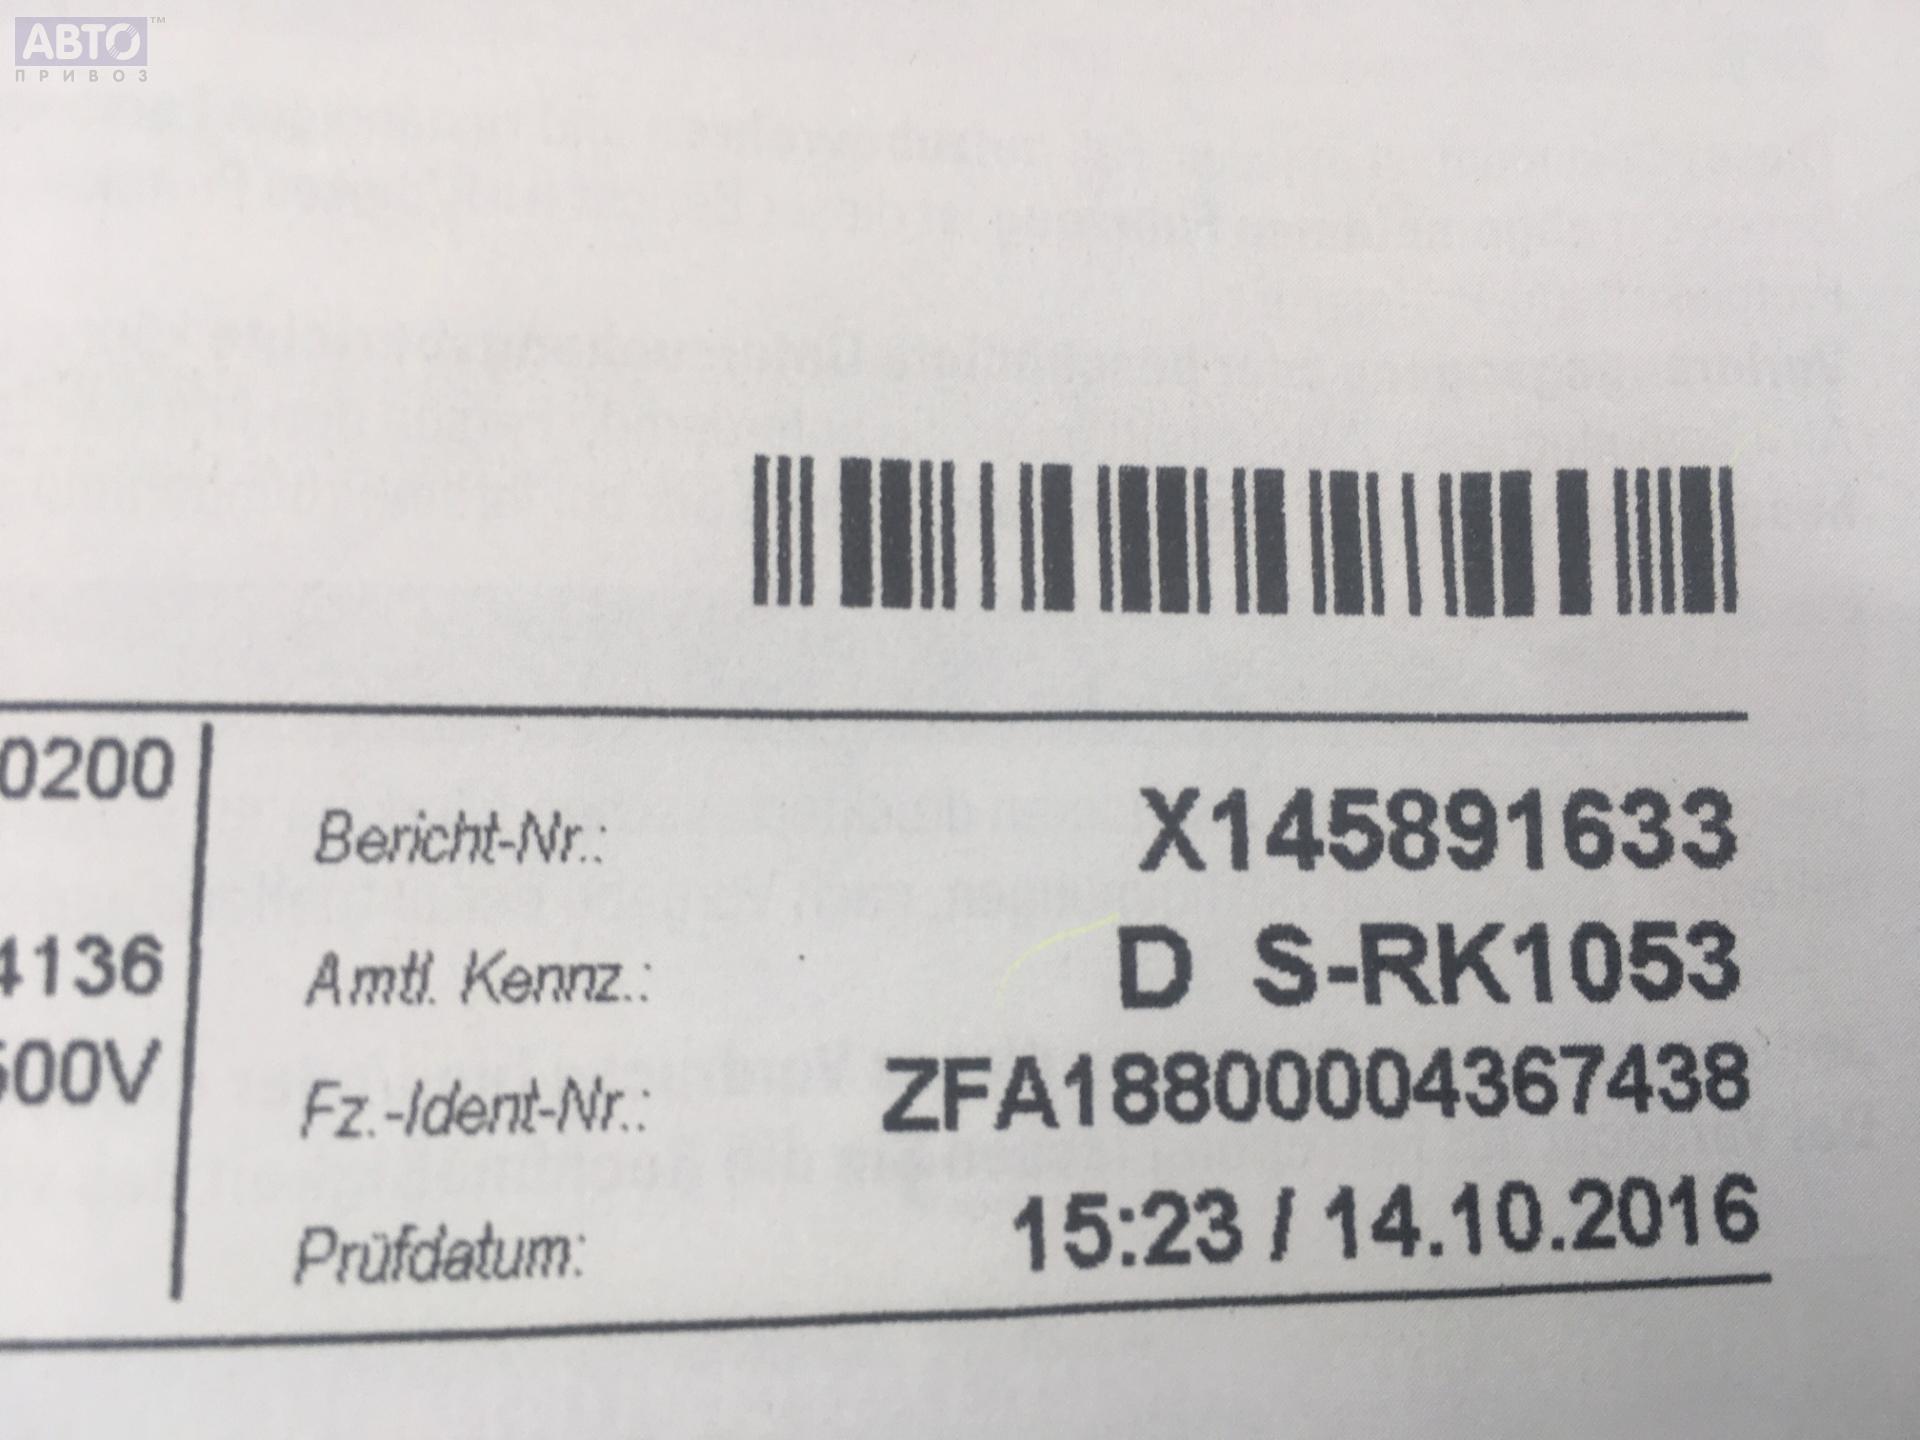 АВТО™
ПРИВОЗ
0200
Bericht-Nr.: X145891633
4136
Amtl. Kennz.: D S-RK1053
500V
Fz.-Ident-Nr.: ZFA18800004367438
Prüfdatum: 15:23 / 14.10.2016